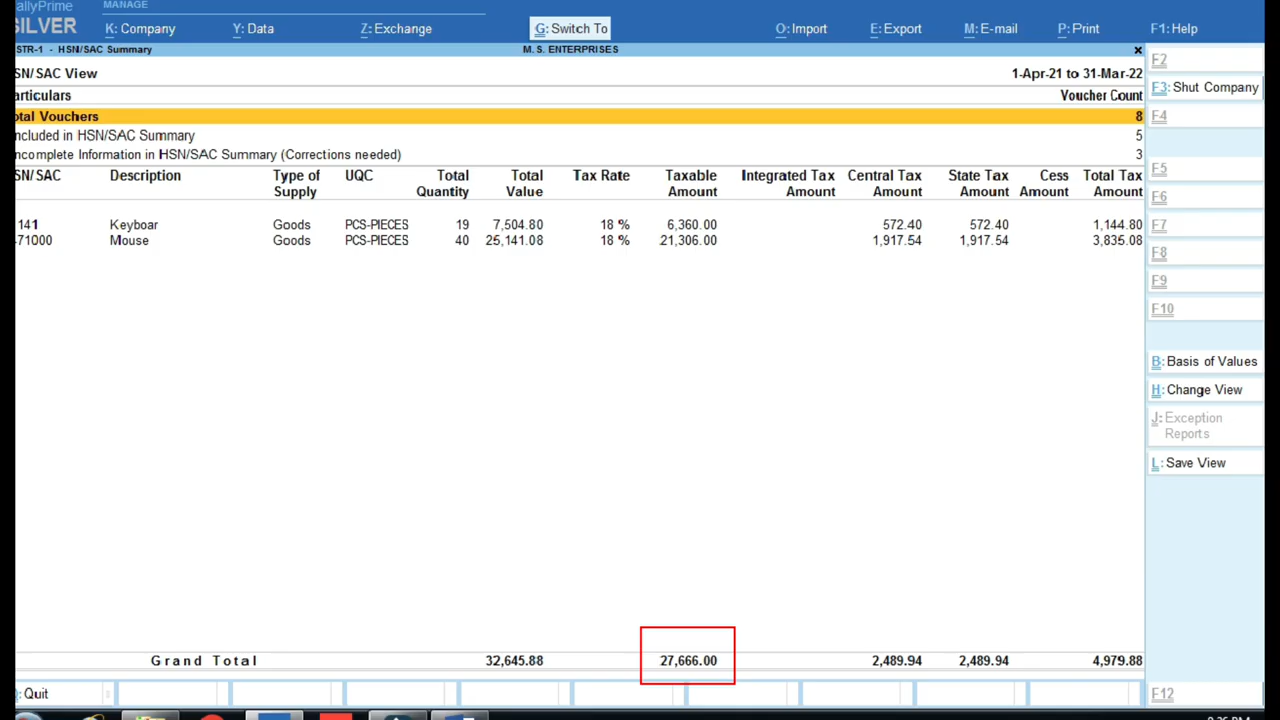 allyPrime MANAGE
SILVER K: Company Y: Data Z: Exchange G: Switch To O: Import E: Export M: E-mail P: Print F1: Help
STR-1 - HSN/SAC Summary M. S. ENTERPRISES ×
SN/SAC View 1-Apr-21 to 31-Mar-22
articulars Voucher Count
otal Vouchers 8
ncluded in HSN/SAC Summary 5
ncomplete Information in HSN/SAC Summary (Corrections needed) 3
SN/SAC Description Type of Supply UQC Total Quantity Total Value Tax Rate Taxable Amount Integrated Tax Amount Central Tax Amount State Tax Amount Cess Amount Total Tax Amount
141 Keyboar Goods PCS-PIECES 19 7,504.80 18 % 6,360.00 572.40 572.40 1,144.80
71000 Mouse Goods PCS-PIECES 40 25,141.08 18 % 21,306.00 1,917.54 1,917.54 3,835.08
Grand Total 32,645.88 27,666.00 2,489.94 2,489.94 4,979.88
: Quit
F2
F3: Shut Company
F4
F5
F6
F7
F8
F9
F10
B: Basis of Values
H: Change View
J: Exception
Reports
L: Save View
F12